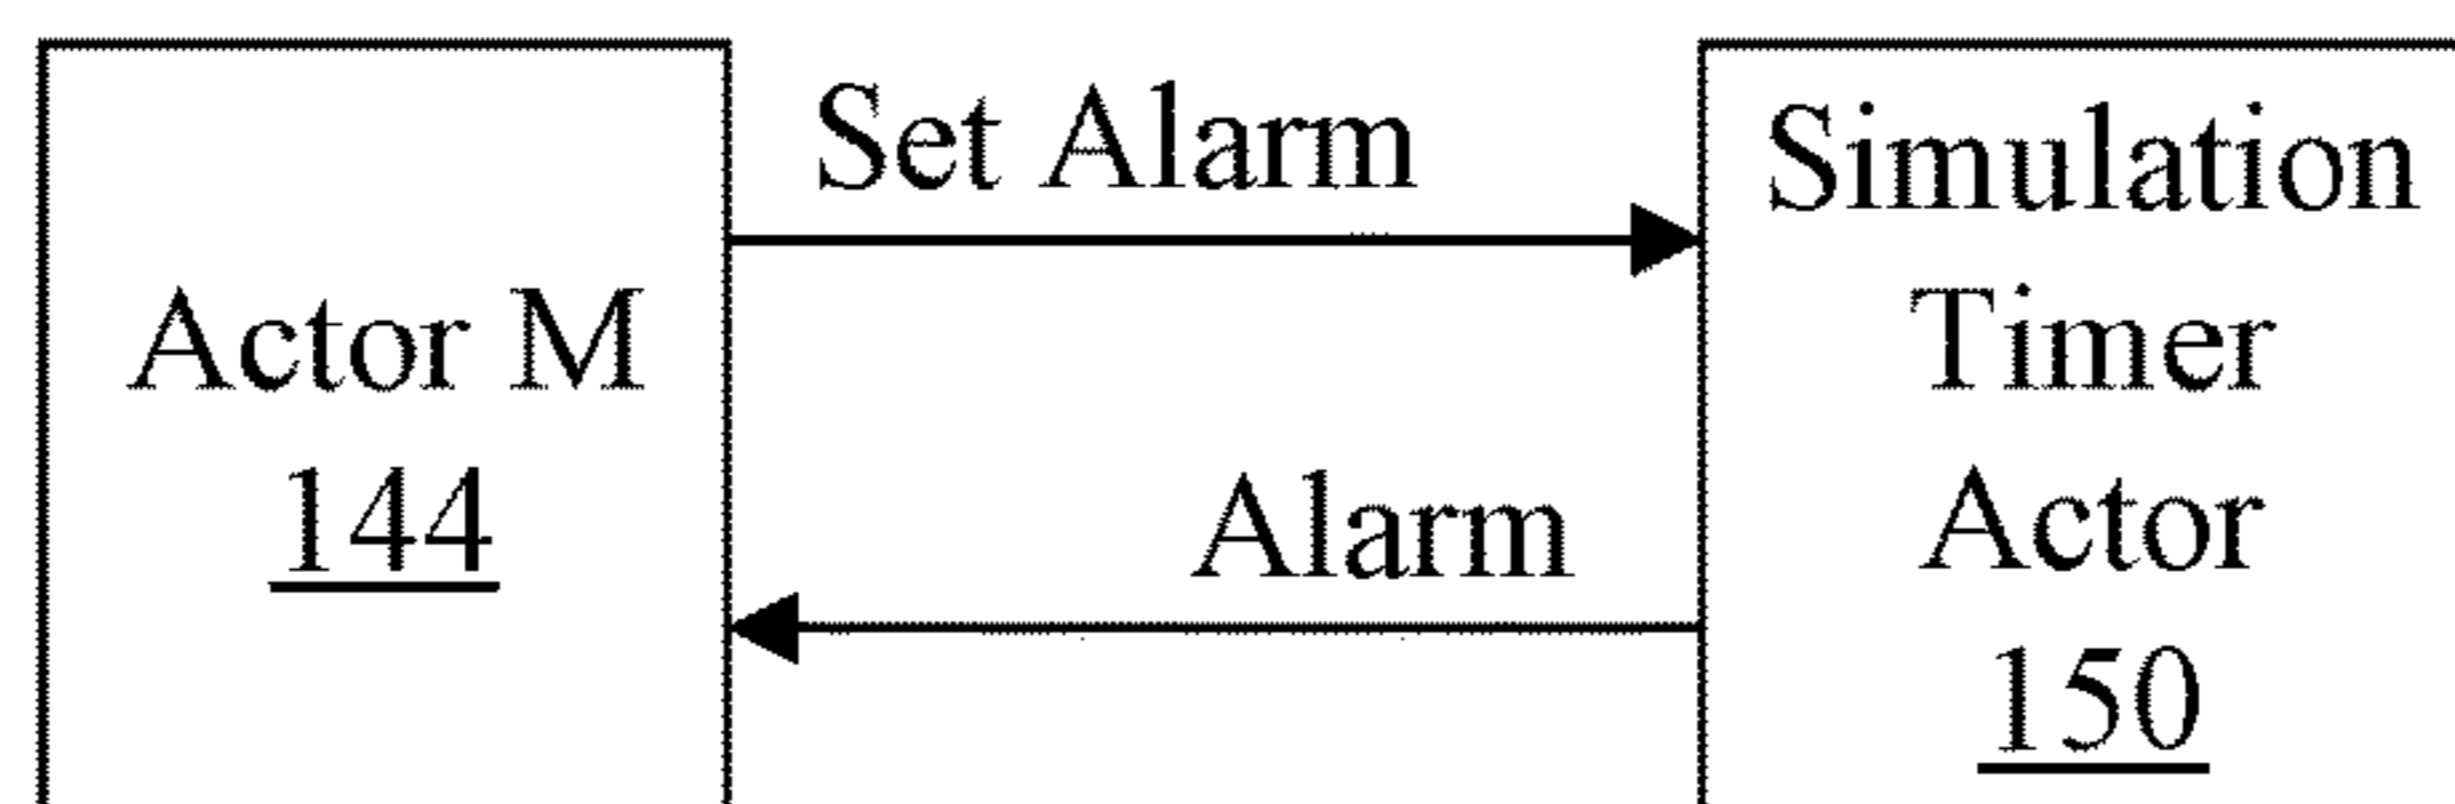 Set Alarm
Actor M
144
Alarm
Simulation
Timer
Actor
150